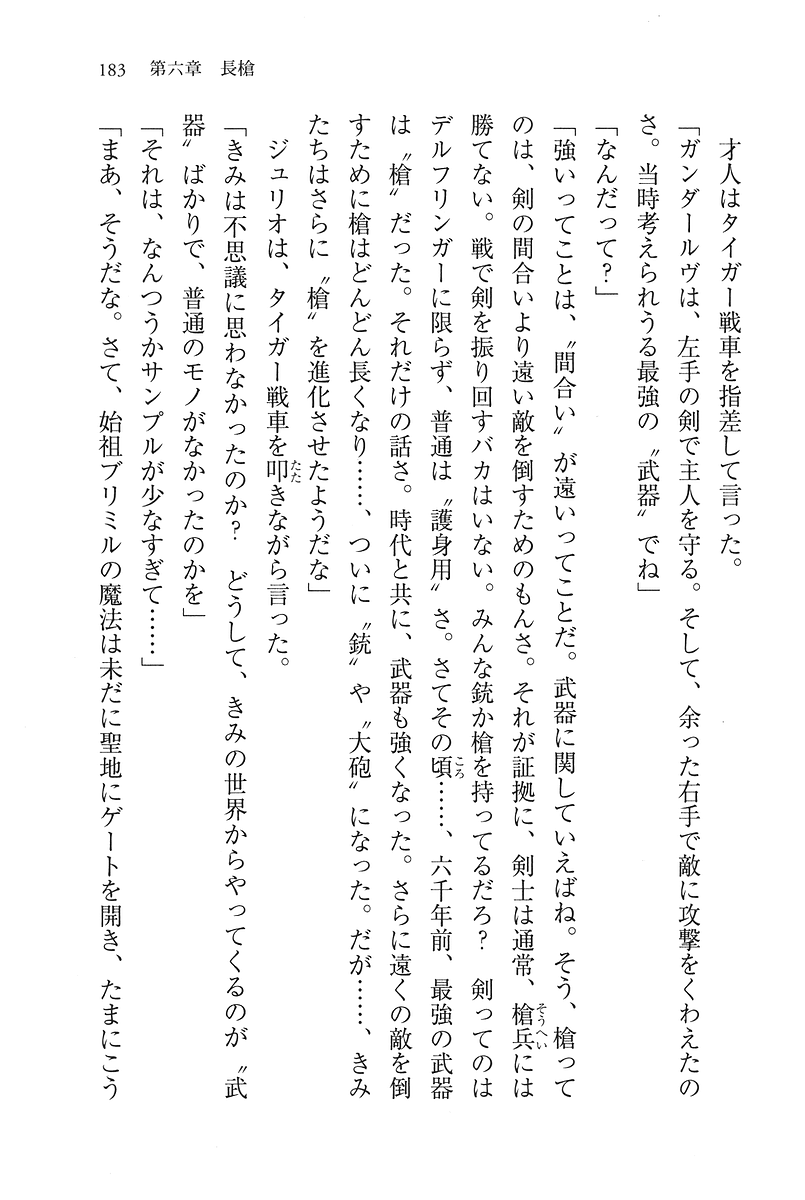 183　第六章　長槍
　才人はタイガー戦車を指差して言った。
「ガンダールヴは、左手の剣で主人を守る。そして、余った右手で敵に攻撃をくわえたの
さ。当時考えられうる最強の〝武器〟でね」
「なんだって？」
「強いってことは、〝間合い〟が遠いってことだ。武器に関していえばね。そう、槍って
のは、剣の間合いより遠い敵を倒すためのもんさ。それが証拠に、剣士は通常、槍兵には
勝てない。戦で剣を振り回すバカはいない。みんな銃か槍を持ってるだろ？　剣ってのは
デルフリンガーに限らず、普通は〝護身用〟さ。さてその頃……、六千年前、最強の武器
は〝槍〟だった。それだけの話さ。時代と共に、武器も強くなった。さらに遠くの敵を倒
すために槍はどんどん長くなり……、ついに〝銃〟や〝大砲〟になった。だが……、きみ
たちはさらに〝槍〟を進化させたようだな」
　ジュリオは、タイガー戦車を叩きながら言った。
「きみは不思議に思わなかったのか？　どうして、きみの世界からやってくるのが〝武
器〟ばかりで、普通のモノがなかったのかを」
「それは、なんつうかサンプルが少なすぎて……」
「まあ、そうだな。さて、始祖ブリミルの魔法は未だに聖地にゲートを開き、たまにこう